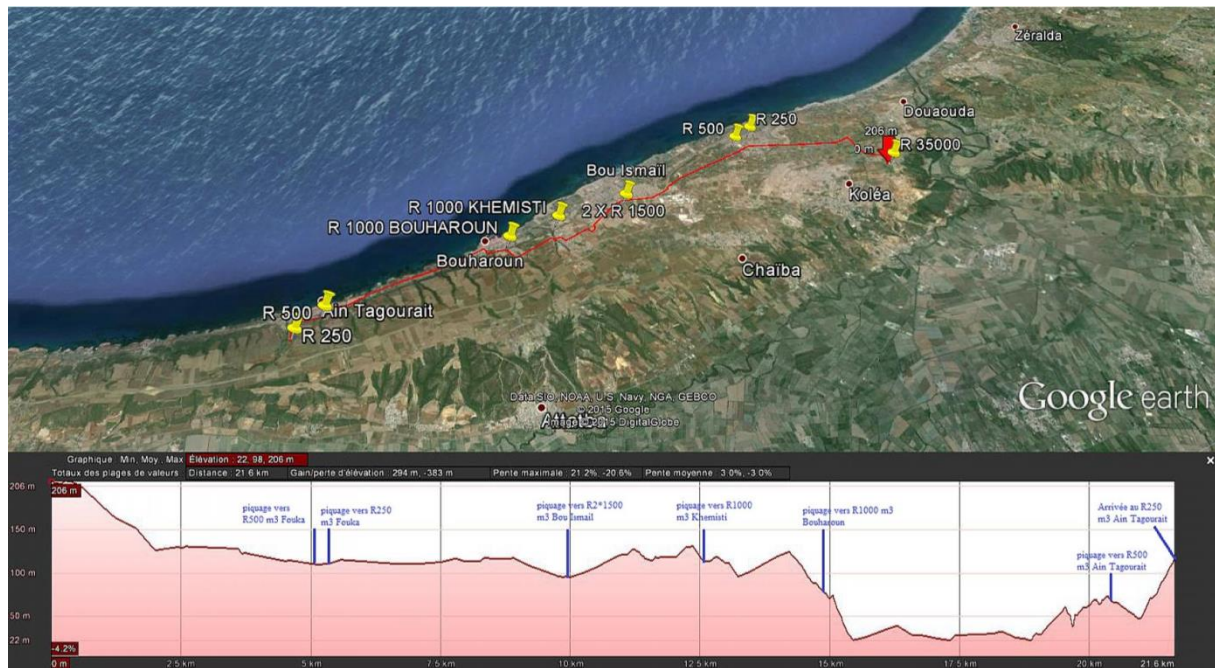 Zéralda
Douaouda
R 500
R 250
206 m
0 m
R 35000
Bou Ismaïl
Koléa
R 1000 KHEMISTI
2 X R 1500
R 1000 BOUHAROUN
Bouharoun
Chaïba
R 500
Ain Tagourait
R 250
Data SIO, NOAA, U.S. Navy, NGA, GEBCO
© 2015 Google
Image © 2015 DigitalGlobe
Google earth
Graphique : Min, Moy, Max Élévation : 22, 98, 206 m
Totaux des plages de valeurs : Distance : 21.6 km Gain/perte d'élévation : 294 m, -383 m Pente maximale : 21.2%, -20.6% Pente moyenne : 3.0%, -3.0%
206 m
206 m
150 m
100 m
50 m
22 m
piquage vers
R500 m3 Fouka
piquage vers R250
m3 Fouka
piquage vers R2*1500
m3 Bou Ismail
piquage vers R1000
m3 Khemisti
piquage vers R1000 m3
Bouharoun
piquage vers R500
m3 Ain Tagourait
Arrivée au R250
m3 Ain Tagourait
-4.2%
0 m
2.5 km
5 km
7.5 km
10 km
12.5 km
15 km
17.5 km
20 km
21.6 km